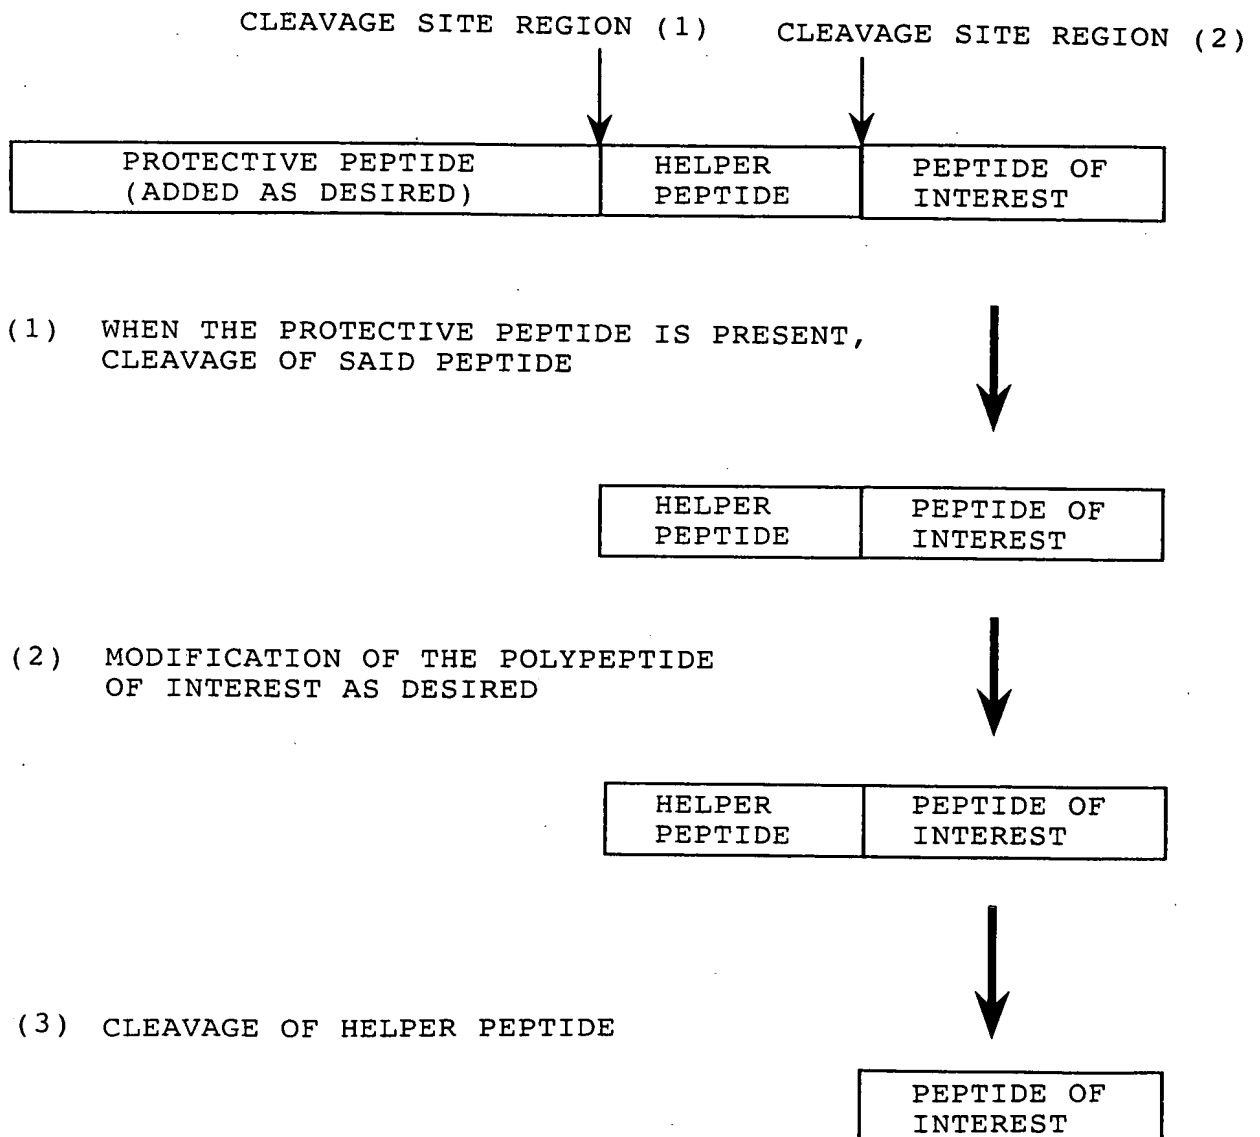 CLEAVAGE SITE REGION (1)
CLEAVAGE SITE REGION (2)
PROTECTIVE PEPTIDE
(ADDED AS DESIRED)
HELPER
PEPTIDE
PEPTIDE OF
INTEREST
(1) WHEN THE PROTECTIVE PEPTIDE IS PRESENT,
CLEAVAGE OF SAID PEPTIDE
HELPER
PEPTIDE
PEPTIDE OF
INTEREST
(2) MODIFICATION OF THE POLYPEPTIDE
OF INTEREST AS DESIRED
HELPER
PEPTIDE
PEPTIDE OF
INTEREST
(3) CLEAVAGE OF HELPER PEPTIDE
PEPTIDE OF
INTEREST